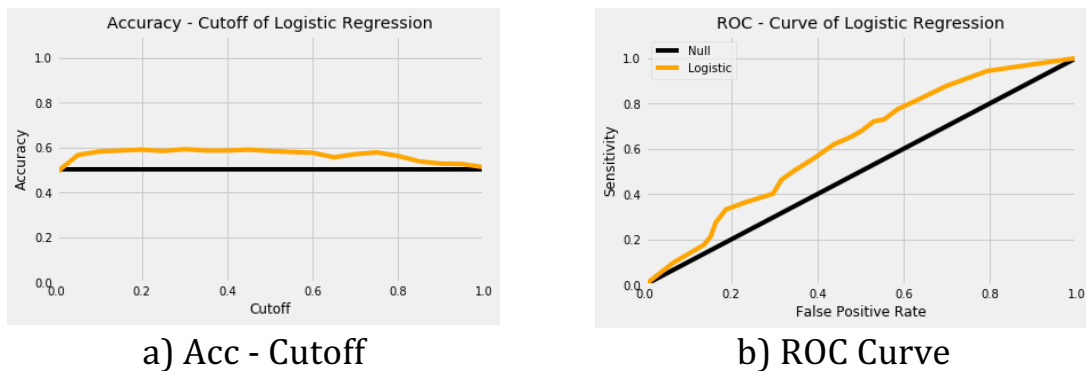 Accuracy - Cutoff of Logistic Regression
1.0
0.8
0.6
0.4
0.2
0.0
Accuracy
0.0 0.2 0.4 0.6 0.8 1.0
Cutoff
a) Acc - Cutoff
ROC - Curve of Logistic Regression
Null
Logistic
1.0
0.8
0.6
0.4
0.2
0.0
Sensitivity
0.0 0.2 0.4 0.6 0.8 1.0
False Positive Rate
b) ROC Curve